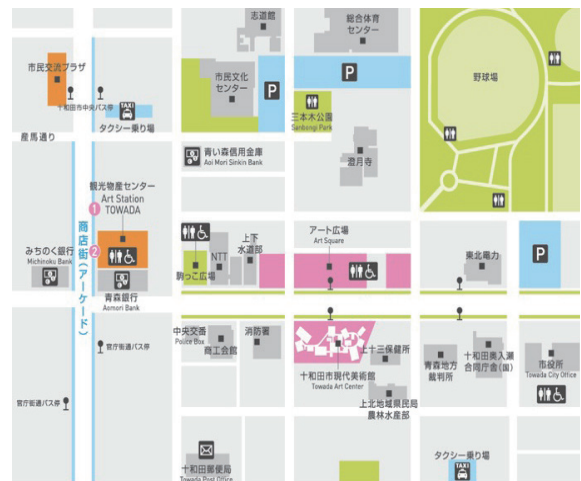 志道館
総合体育
センター
市民交流プラザ
市民文化
センター
P
P
野球場
十和田市中央バス停
TAXI
タクシー乗り場
三本木公園
Sanbongi Park
産馬通り
青い森信用金庫
Aoi Mori Sinkin Bank
澄月寺
観光物産センター
Art Station
TOWADA
1
商店街(アーケード)
みちのく銀行
Michinoku Bank
2
青森銀行
Aomori Bank
駒っこ広場
NTT
上下
水道部
アート広場
Art Square
東北電力
P
官庁街通バス停
中央交番
Police Box
商工会館
消防署
十和田市現代美術館
Towada Art Center
上十三保健所
上北地域県民局
農林水産部
青森地方
裁判所
十和田奥入瀬
合同庁舎(国)
市役所
Towada City Office
官庁街通バス停
十和田郵便局
Towada Post Office
タクシー乗り場
TAXI